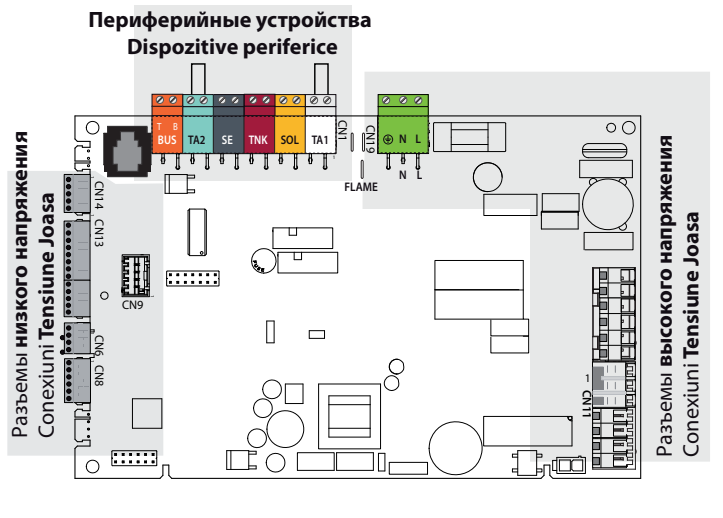 Периферийные устройства
Dispozitive periferice
T B
BUS
TA2
SE
TNK
SOL
TA1
CN1
CN19
N L
N L
FLAME
Разъемы низкого напряжения
Conexiuni Tensiune Joasa
CN14
CN13
CN9
FUSE
CN6
CN8
1
CN11
Разъемы высокого напряжения
Conexiuni Tensiune Joasa